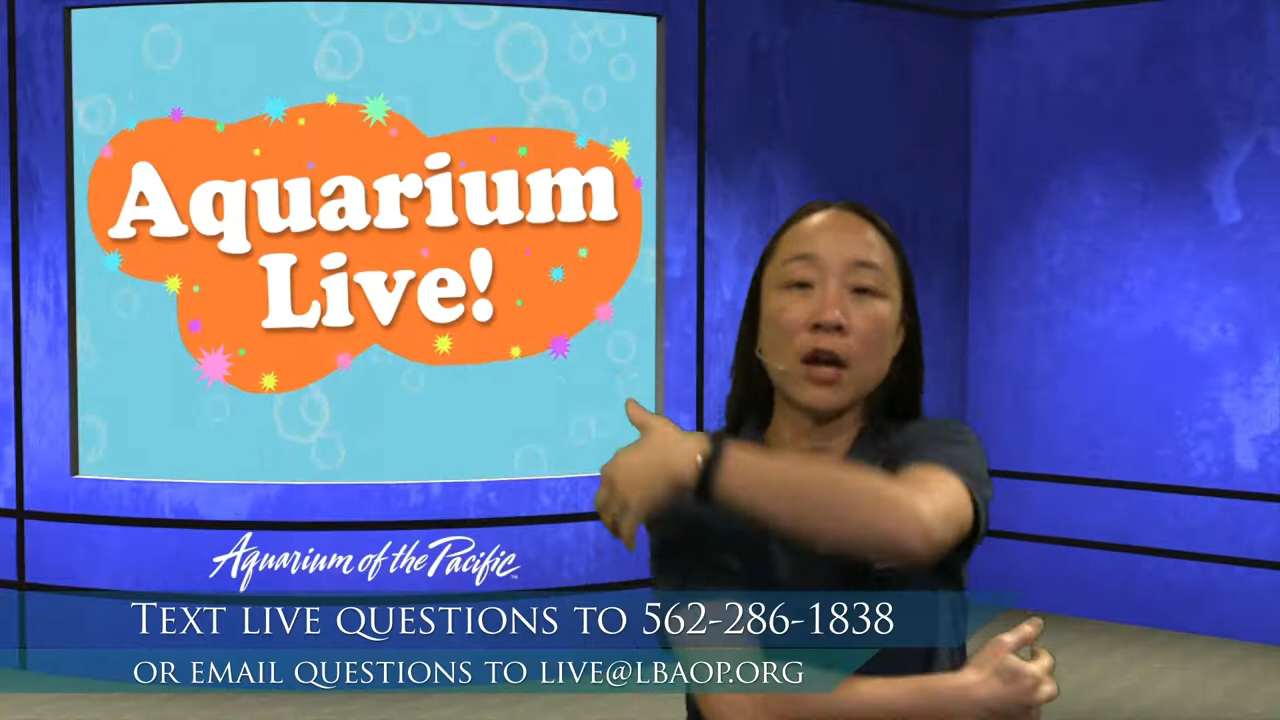 Aquarium
Live!
Aquarium of the Pacific™
TEXT LIVE QUESTIONS TO 562-286-1838
OR EMAIL QUESTIONS TO LIVE@LBAOP.ORG